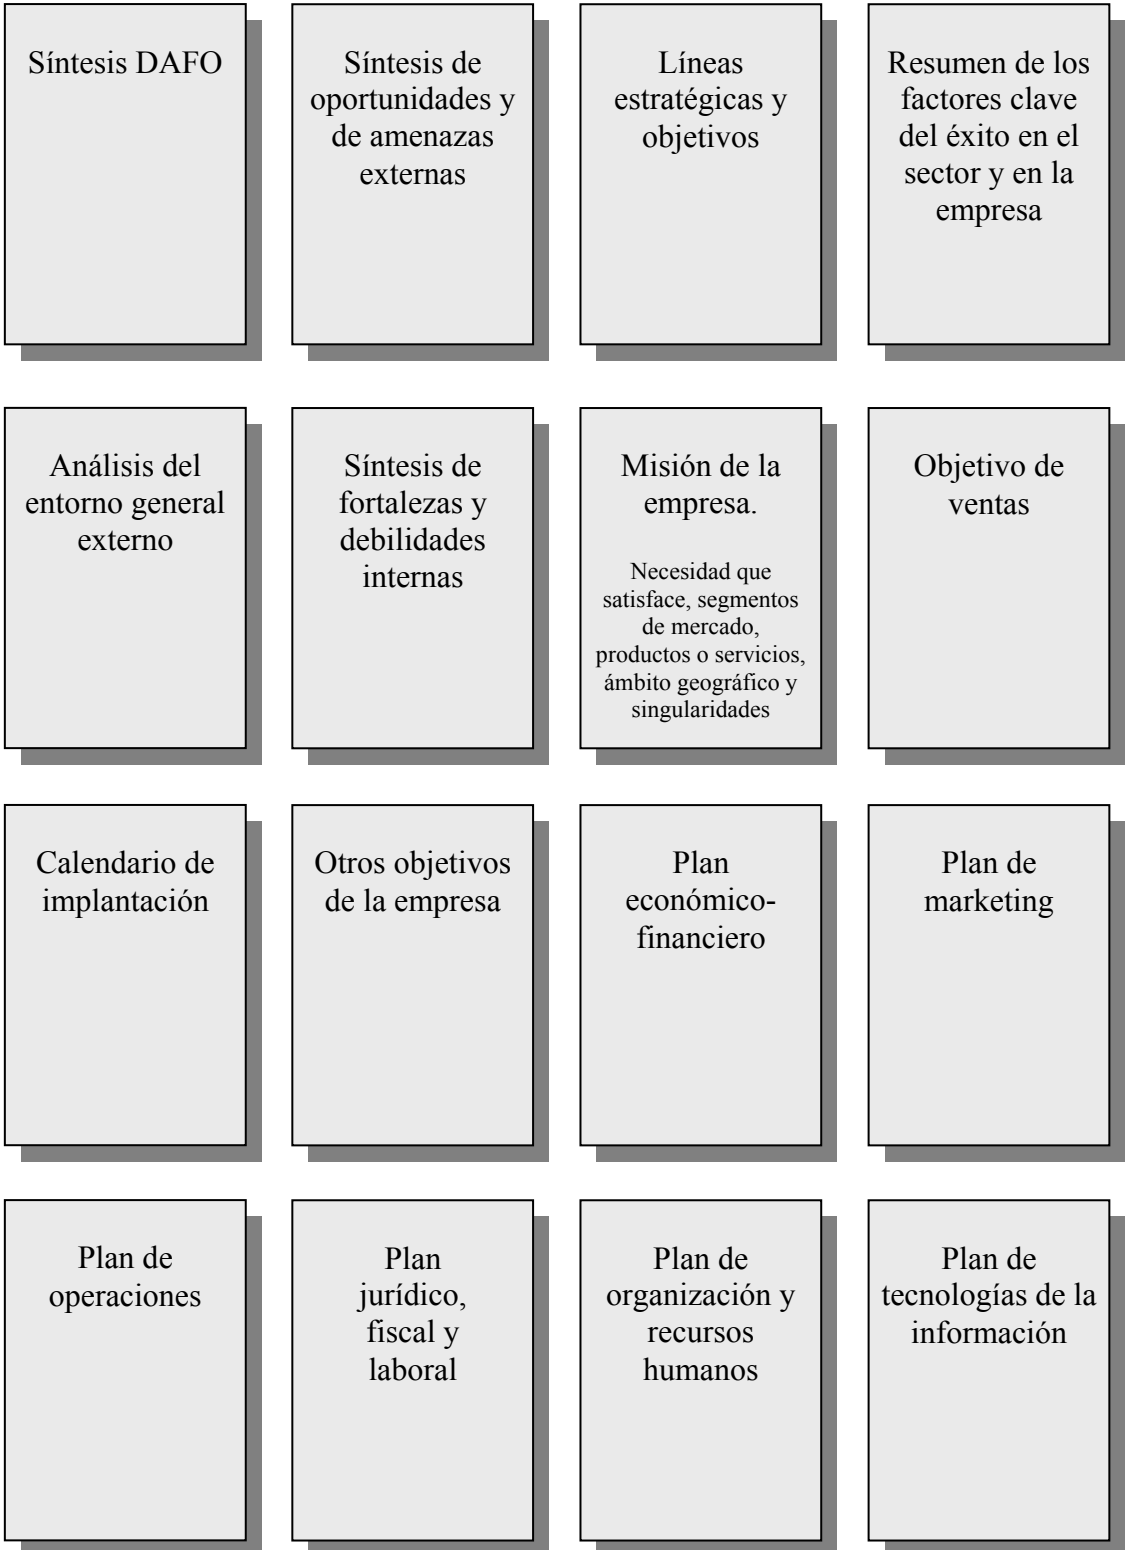 Síntesis DAFO
Síntesis de
oportunidades y
de amenazas
externas
Líneas
estratégicas y
objetivos
Resumen de los
factores clave
del éxito en el
sector y en la
empresa
Análisis del
entorno general
externo
Síntesis de
fortalezas y
debilidades
internas
Misión de la
empresa.
Necesidad que
satisface, segmentos
de mercado,
productos o servicios,
ámbito geográfico y
singularidades
Objetivo de
ventas
Calendario de
implantación
Otros objetivos
de la empresa
Plan
económico-
financiero
Plan de
marketing
Plan de
operaciones
Plan
jurídico,
fiscal y
laboral
Plan de
organización y
recursos
humanos
Plan de
tecnologías de la
información